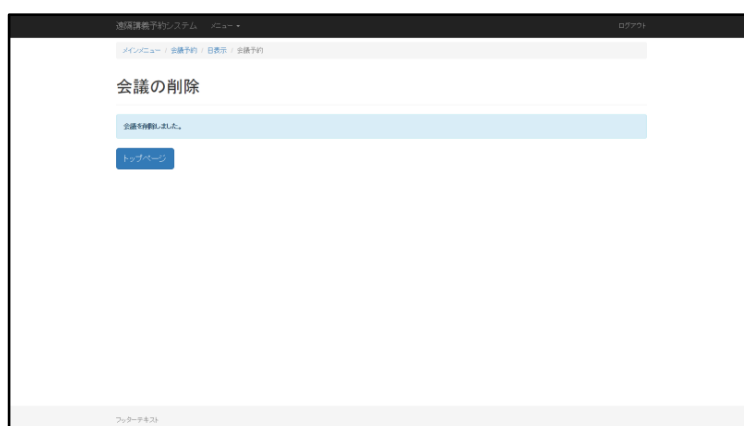 遠隔講義予約システム メニュー ログアウト
メインメニュー / 会議予約 / 日表示 / 会議予約
会議の削除
会議を削除しました。
トップページ
フッターテキスト